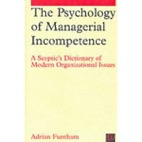 The Psychology of Managerial
Incompetence
A Sceptic's Dictionary of
Modern Organizational Issues
Adrian Furnham